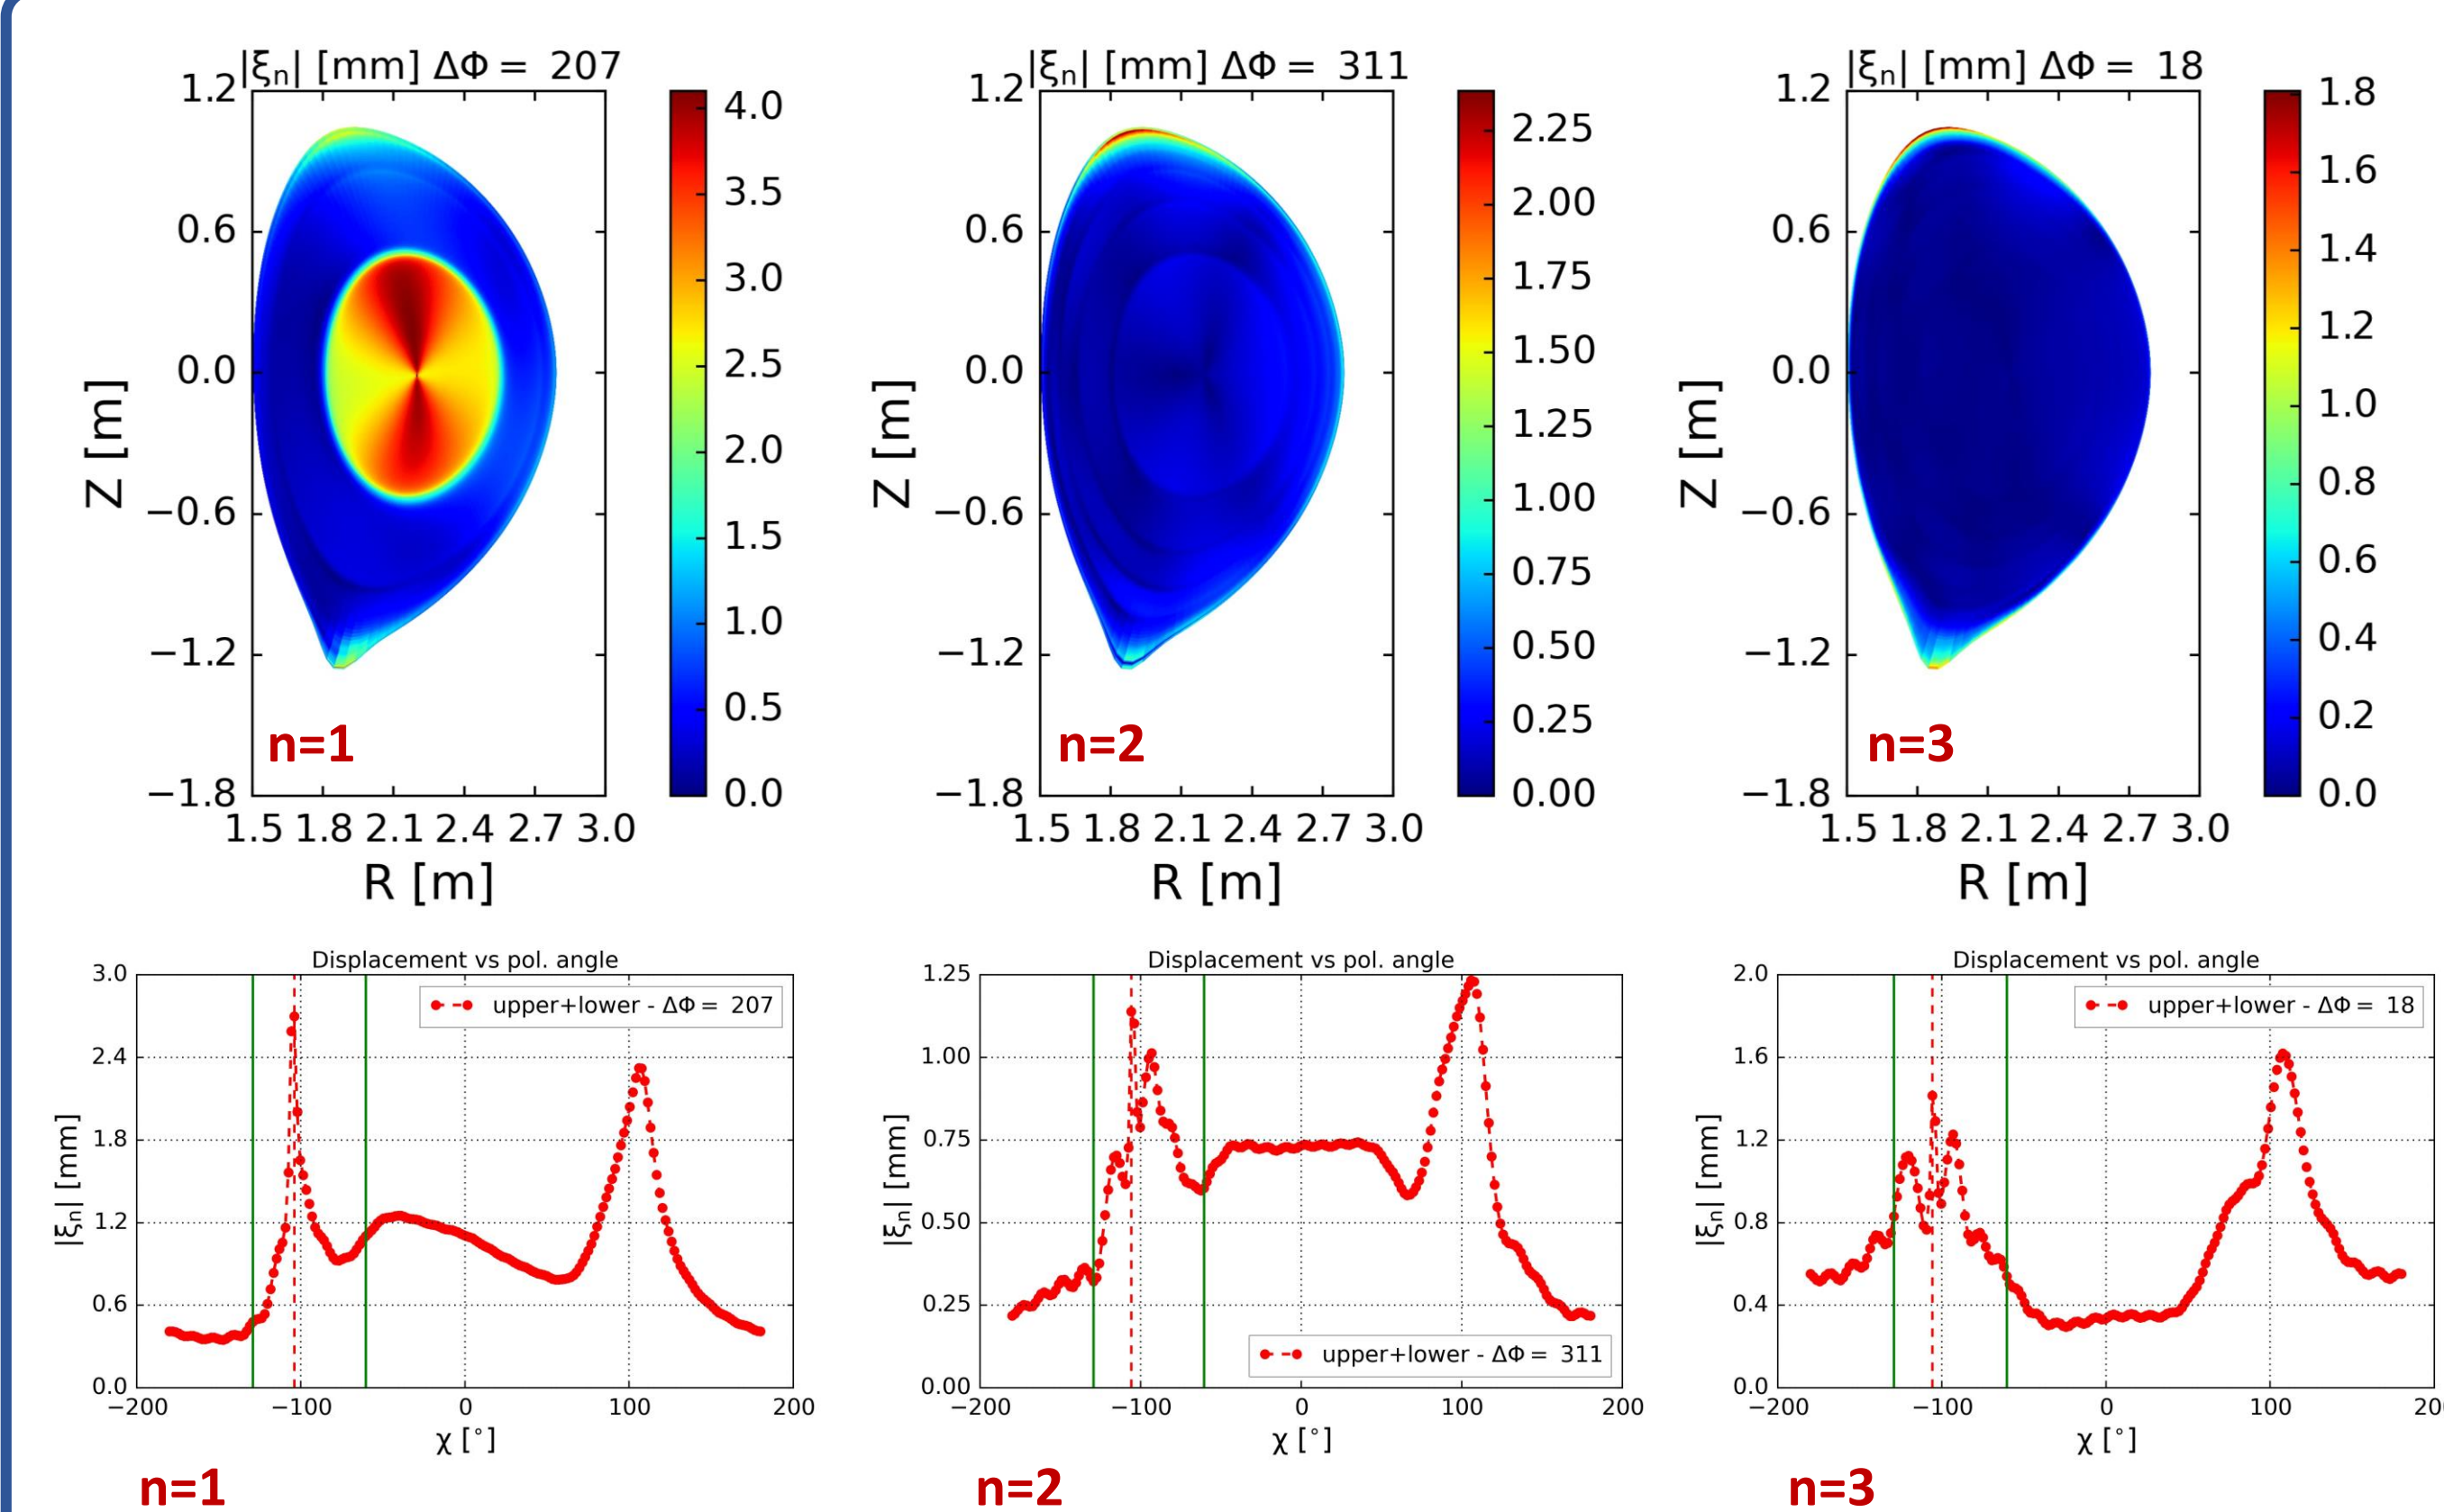 |ξₙ| [mm] ΔΦ = 207
1.2
0.6
0.0
−0.6
−1.2
−1.8
Z [m]
1.5 1.8 2.1 2.4 2.7 3.0
R [m]
n=1
4.0
3.5
3.0
2.5
2.0
1.5
1.0
0.5
0.0
|ξₙ| [mm] ΔΦ = 311
1.2
0.6
0.0
−0.6
−1.2
−1.8
Z [m]
1.5 1.8 2.1 2.4 2.7 3.0
R [m]
n=2
2.25
2.00
1.75
1.50
1.25
1.00
0.75
0.50
0.25
0.00
|ξₙ| [mm] ΔΦ = 18
1.2
0.6
0.0
−0.6
−1.2
−1.8
Z [m]
1.5 1.8 2.1 2.4 2.7 3.0
R [m]
n=3
1.8
1.6
1.4
1.2
1.0
0.8
0.6
0.4
0.2
0.0
Displacement vs pol. angle
upper+lower - ΔΦ = 207
3.0
2.4
1.8
1.2
0.6
0.0
|ξₙ| [mm]
−200 −100 0 100 200
χ [°]
n=1
Displacement vs pol. angle
1.25
1.00
0.75
0.50
0.25
0.00
|ξₙ| [mm]
upper+lower - ΔΦ = 311
−200 −100 0 100 200
χ [°]
n=2
Displacement vs pol. angle
upper+lower - ΔΦ = 18
2.0
1.6
1.2
0.8
0.4
0.0
|ξₙ| [mm]
−200 −100 0 100 20
χ [°]
n=3